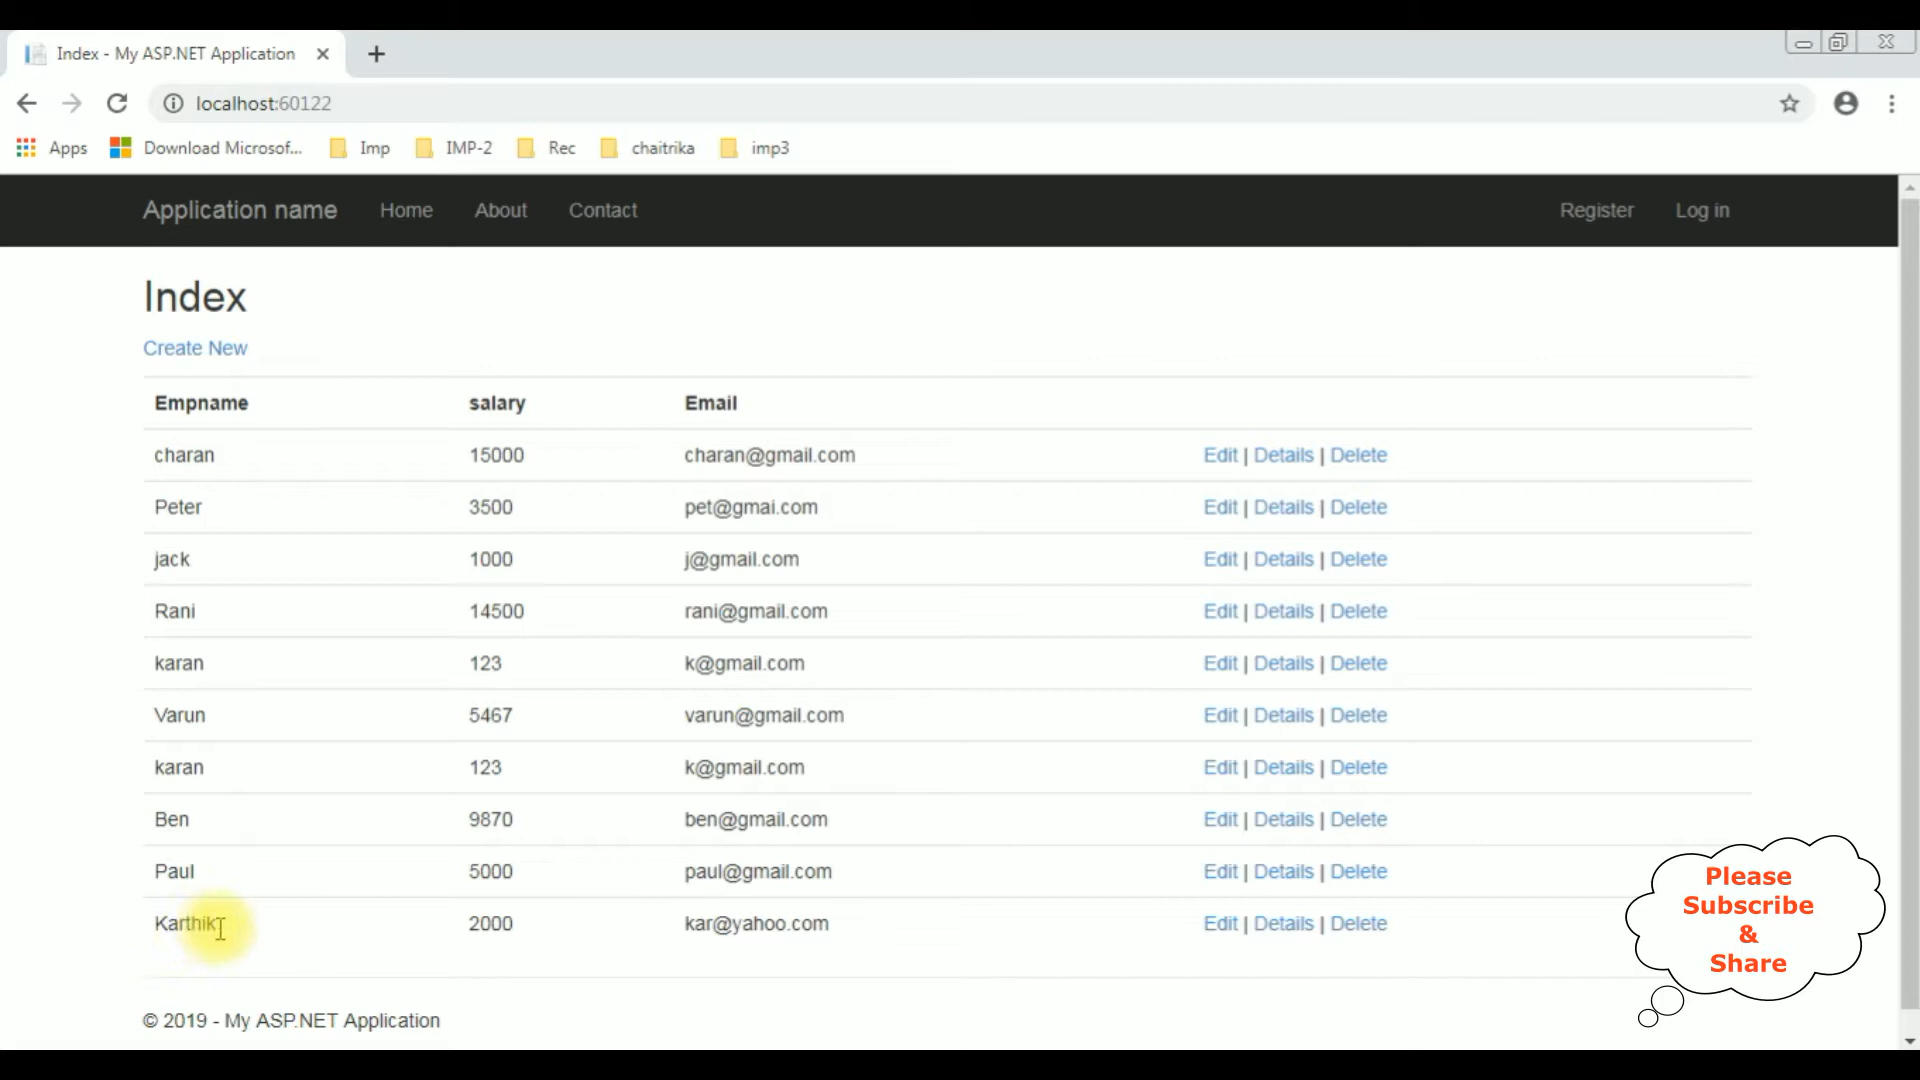 Index - My ASP.NET Application
localhost:60122
Apps Download Microsof... Imp IMP-2 Rec chaitrika imp3
Application name Home About Contact Register Log in
Index
Create New
Empname salary Email
charan 15000 charan@gmail.com Edit | Details | Delete
Peter 3500 pet@gmai.com Edit | Details | Delete
jack 1000 j@gmail.com Edit | Details | Delete
Rani 14500 rani@gmail.com Edit | Details | Delete
karan 123 k@gmail.com Edit | Details | Delete
Varun 5467 varun@gmail.com Edit | Details | Delete
karan 123 k@gmail.com Edit | Details | Delete
Ben 9870 ben@gmail.com Edit | Details | Delete
Paul 5000 paul@gmail.com Edit | Details | Delete
Karthik 2000 kar@yahoo.com Edit | Details | Delete
Please
Subscribe
&
Share
© 2019 - My ASP.NET Application